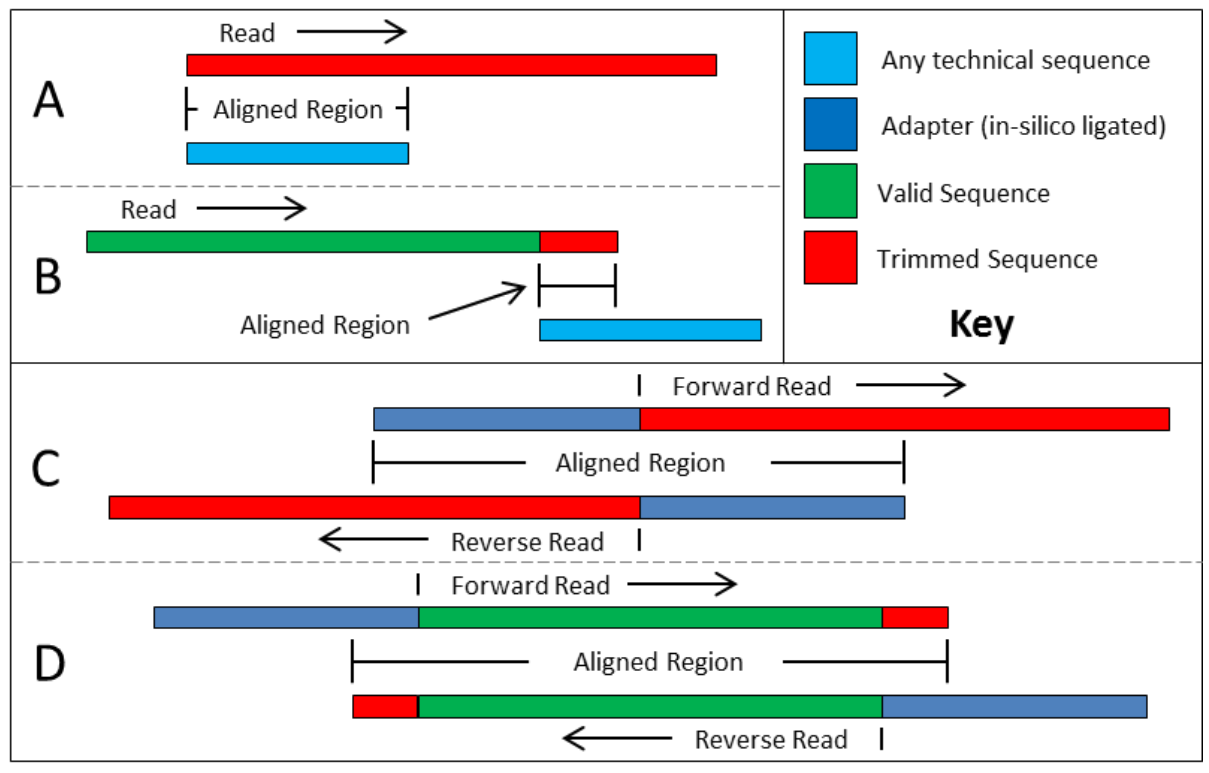 A
Read
Aligned Region
B
Read
Aligned Region
Any technical sequence
Adapter (in-silico ligated)
Valid Sequence
Trimmed Sequence
Key
C
Forward Read
Aligned Region
Reverse Read
D
Forward Read
Aligned Region
Reverse Read